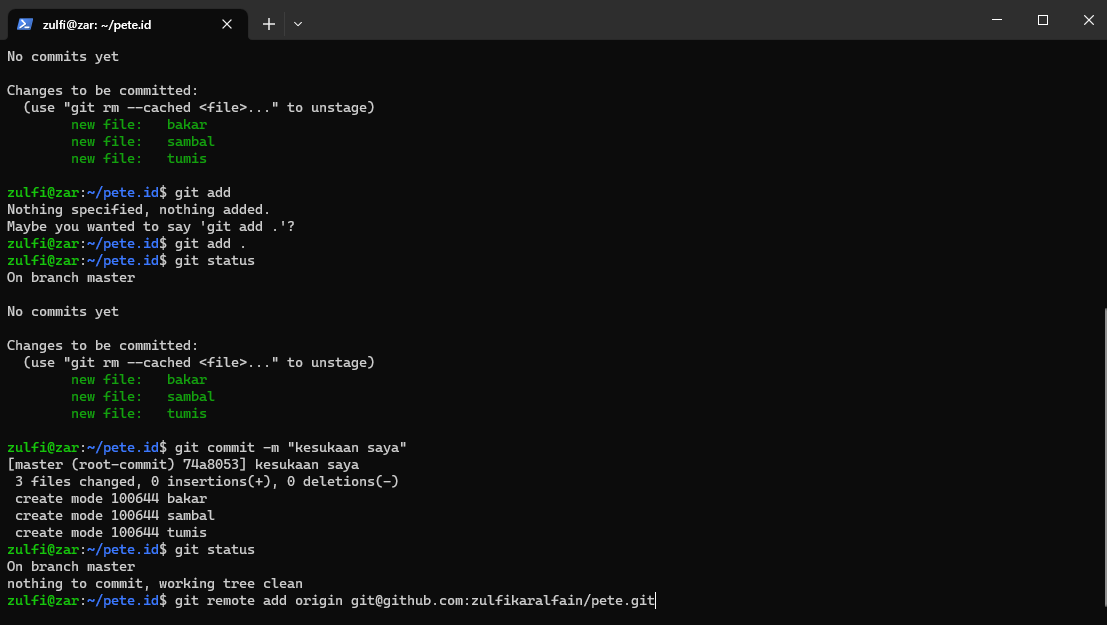 zulfi@zar: ~/pete.id
No commits yet
Changes to be committed:
  (use "git rm --cached <file>..." to unstage)
        new file:   bakar
        new file:   sambal
        new file:   tumis
zulfi@zar:~/pete.id$ git add
Nothing specified, nothing added.
Maybe you wanted to say 'git add .'?
zulfi@zar:~/pete.id$ git add .
zulfi@zar:~/pete.id$ git status
On branch master
No commits yet
Changes to be committed:
  (use "git rm --cached <file>..." to unstage)
        new file:   bakar
        new file:   sambal
        new file:   tumis
zulfi@zar:~/pete.id$ git commit -m "kesukaan saya"
[master (root-commit) 74a8053] kesukaan saya
 3 files changed, 0 insertions(+), 0 deletions(-)
 create mode 100644 bakar
 create mode 100644 sambal
 create mode 100644 tumis
zulfi@zar:~/pete.id$ git status
On branch master
nothing to commit, working tree clean
zulfi@zar:~/pete.id$ git remote add origin git@github.com:zulfikaralfain/pete.git